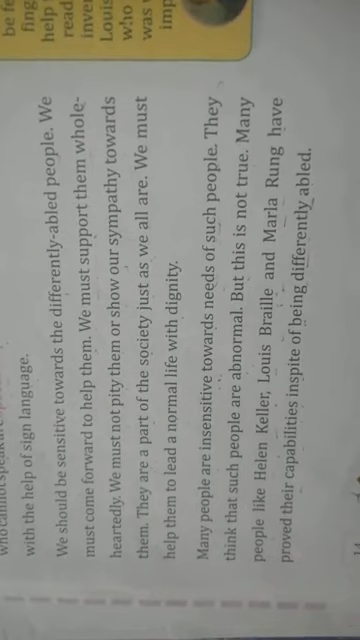 be fe
fing
help
read
inven
Louis
who
was
imp
with the help of sign language.
We should be sensitive towards the differently-abled people. We
must come forward to help them. We must support them whole-
heartedly. We must not pity them or show our sympathy towards
them. They are a part of the society just as we all are. We must
help them to lead a normal life with dignity.
Many people are insensitive towards needs of such people. They
think that such people are abnormal. But this is not true. Many
people like Helen Keller, Louis Braille and Marla Rung have
proved their capabilities inspite of being differently abled.